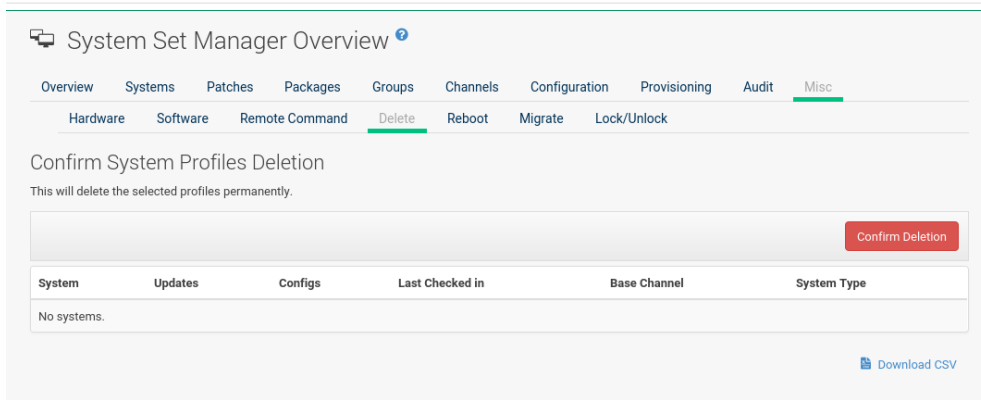 System Set Manager Overview ?
Overview Systems Patches Packages Groups Channels Configuration Provisioning Audit Misc
Hardware Software Remote Command Delete Reboot Migrate Lock/Unlock
Confirm System Profiles Deletion
This will delete the selected profiles permanently.
Confirm Deletion
System Updates Configs Last Checked in Base Channel System Type
No systems.
Download CSV